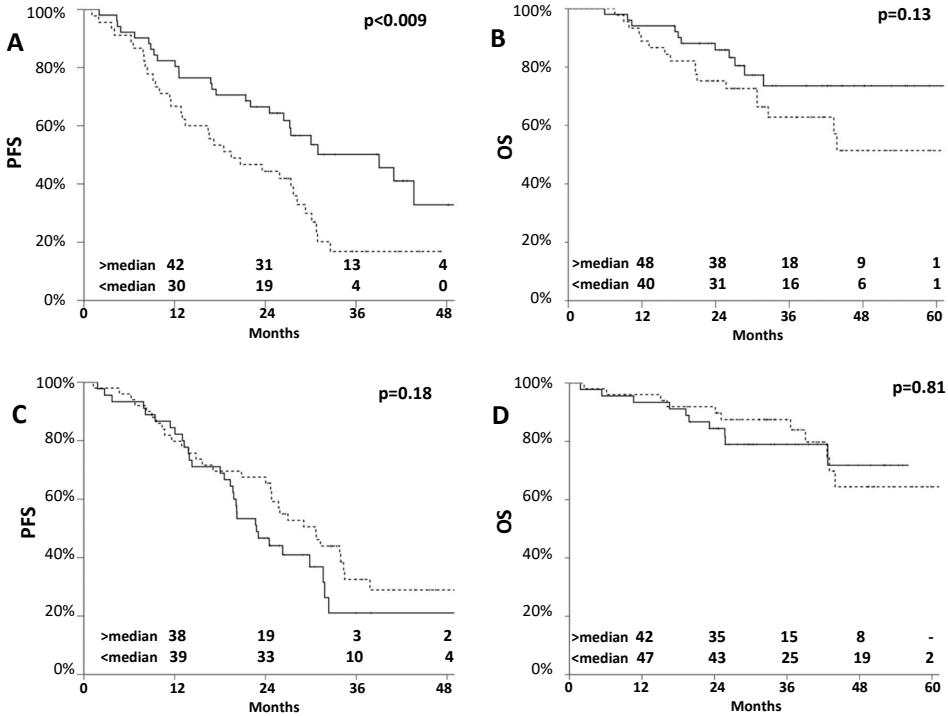 A
PFS
p<0.009
100%
80%
60%
40%
20%
0%
>median 42 31 13 4
<median 30 19 4 0
0 12 24 36 48
Months
B
OS
p=0.13
100%
80%
60%
40%
20%
0%
>median 48 38 18 9 1
<median 40 31 16 6 1
0 12 24 36 48 60
Months
C
PFS
p=0.18
100%
80%
60%
40%
20%
0%
>median 38 19 3 2
<median 39 33 10 4
0 12 24 36 48
Months
D
OS
p=0.81
100%
80%
60%
40%
20%
0%
>median 42 35 15 8 -
<median 47 43 25 19 2
0 12 24 36 48 60
Months